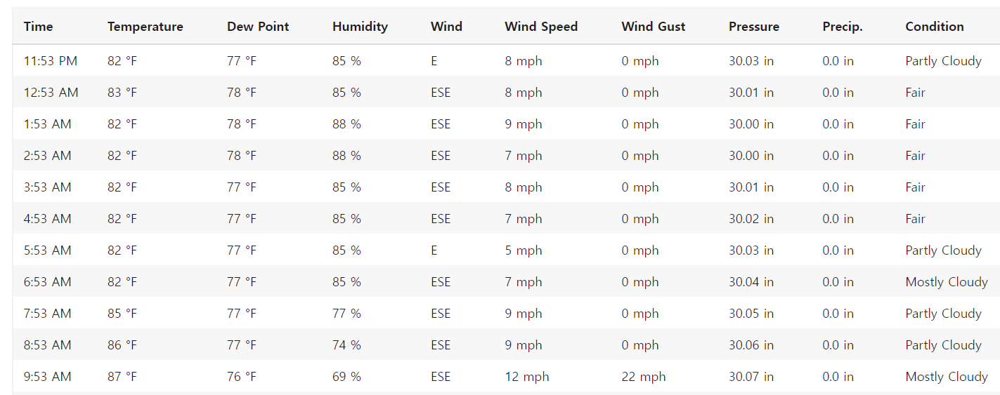 Time Temperature Dew Point Humidity Wind Wind Speed Wind Gust Pressure Precip. Condition
11:53 PM 82 °F 77 °F 85 % E 8 mph 0 mph 30.03 in 0.0 in Partly Cloudy
12:53 AM 83 °F 78 °F 85 % ESE 8 mph 0 mph 30.01 in 0.0 in Fair
1:53 AM 82 °F 78 °F 88 % ESE 9 mph 0 mph 30.00 in 0.0 in Fair
2:53 AM 82 °F 78 °F 88 % ESE 7 mph 0 mph 30.00 in 0.0 in Fair
3:53 AM 82 °F 77 °F 85 % ESE 8 mph 0 mph 30.01 in 0.0 in Fair
4:53 AM 82 °F 77 °F 85 % ESE 7 mph 0 mph 30.02 in 0.0 in Fair
5:53 AM 82 °F 77 °F 85 % E 5 mph 0 mph 30.03 in 0.0 in Partly Cloudy
6:53 AM 82 °F 77 °F 85 % ESE 7 mph 0 mph 30.04 in 0.0 in Mostly Cloudy
7:53 AM 85 °F 77 °F 77 % ESE 9 mph 0 mph 30.05 in 0.0 in Partly Cloudy
8:53 AM 86 °F 77 °F 74 % ESE 9 mph 0 mph 30.06 in 0.0 in Partly Cloudy
9:53 AM 87 °F 76 °F 69 % ESE 12 mph 22 mph 30.07 in 0.0 in Mostly Cloudy